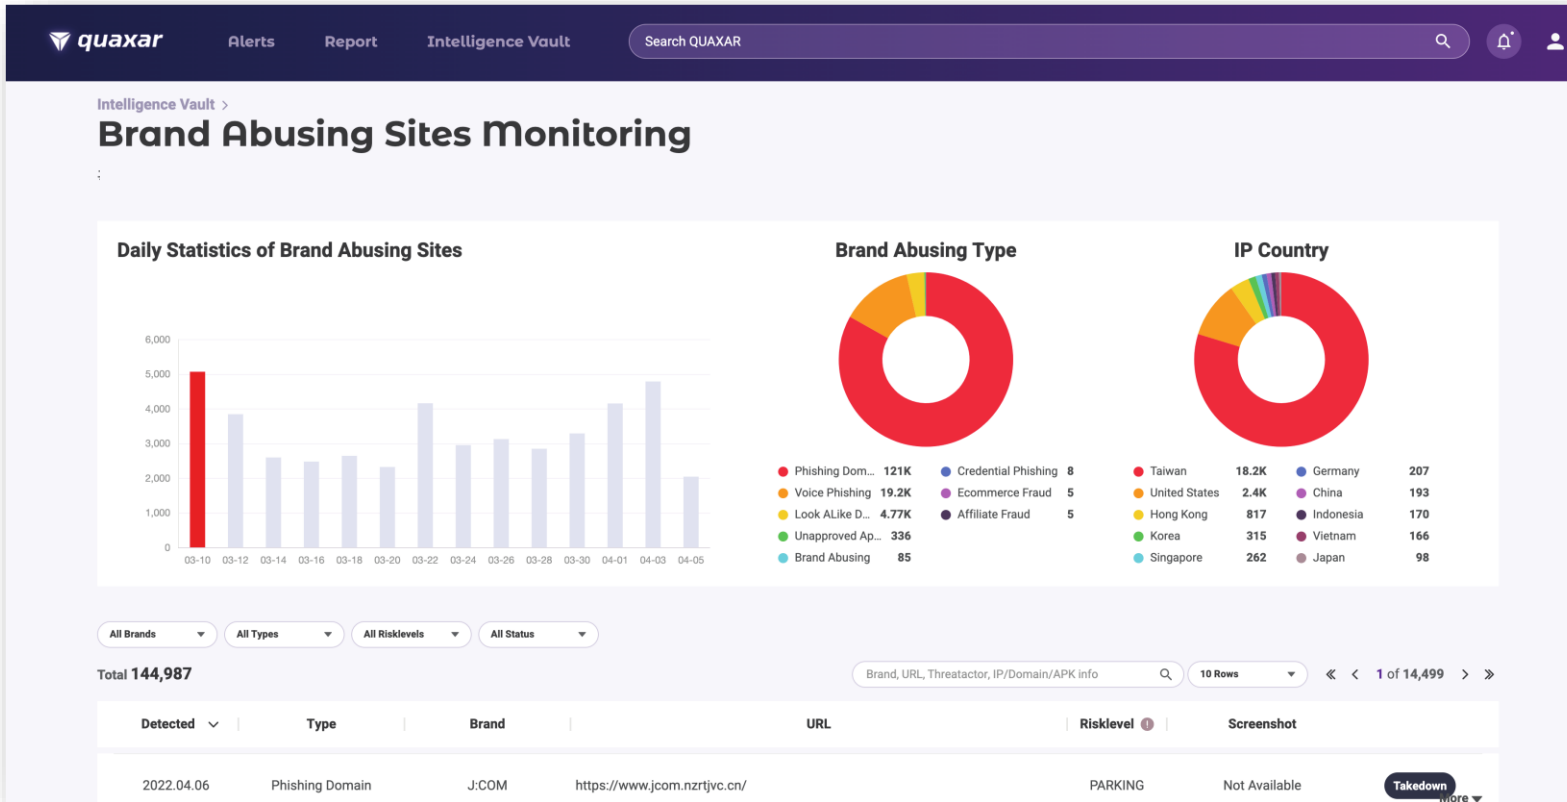 quaxar Alerts Report Intelligence Vault Search QUAXAR
Intelligence Vault >
Brand Abusing Sites Monitoring
;
Daily Statistics of Brand Abusing Sites
6,000
5,000
4,000
3,000
2,000
1,000
0
03-10 03-12 03-14 03-16 03-18 03-20 03-22 03-24 03-26 03-28 03-30 04-01 04-03 04-05
Brand Abusing Type
Phishing Dom... 121K Credential Phishing 8
Voice Phishing 19.2K Ecommerce Fraud 5
Look ALike D... 4.77K Affiliate Fraud 5
Unapproved Ap... 336
Brand Abusing 85
IP Country
Taiwan 18.2K Germany 207
United States 2.4K China 193
Hong Kong 817 Indonesia 170
Korea 315 Vietnam 166
Singapore 262 Japan 98
All Brands All Types All Risklevels All Status
Total 144,987 Brand, URL, Threatactor, IP/Domain/APK info 10 Rows « < 1 of 14,499 > »
Detected Type Brand URL Risklevel ! Screenshot
2022.04.06 Phishing Domain J:COM https://www.jcom.nzrtjvc.cn/ PARKING Not Available Takedown
More